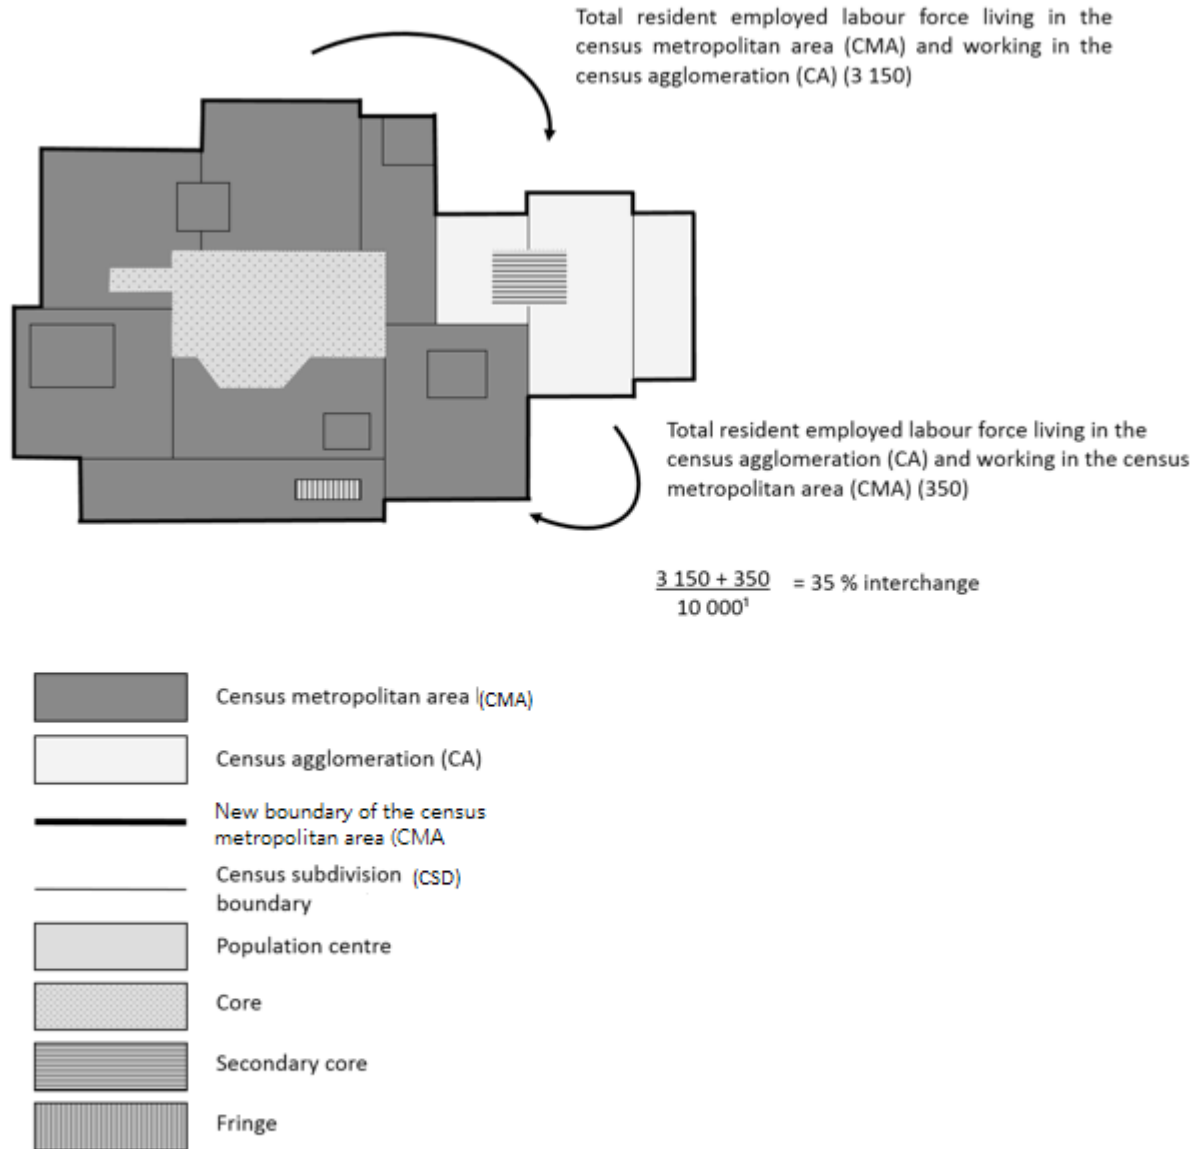 Total resident employed labour force living in the
census metropolitan area (CMA) and working in the
census agglomeration (CA) (3 150)
Total resident employed labour force living in the
census agglomeration (CA) and working in the census
metropolitan area (CMA) (350)
3 150 + 350
= 35 % interchange
10 000¹
Census metropolitan area (CMA)
Census agglomeration (CA)
New boundary of the census
metropolitan area (CMA
Census subdivision (CSD)
boundary
Population centre
Core
Secondary core
Fringe